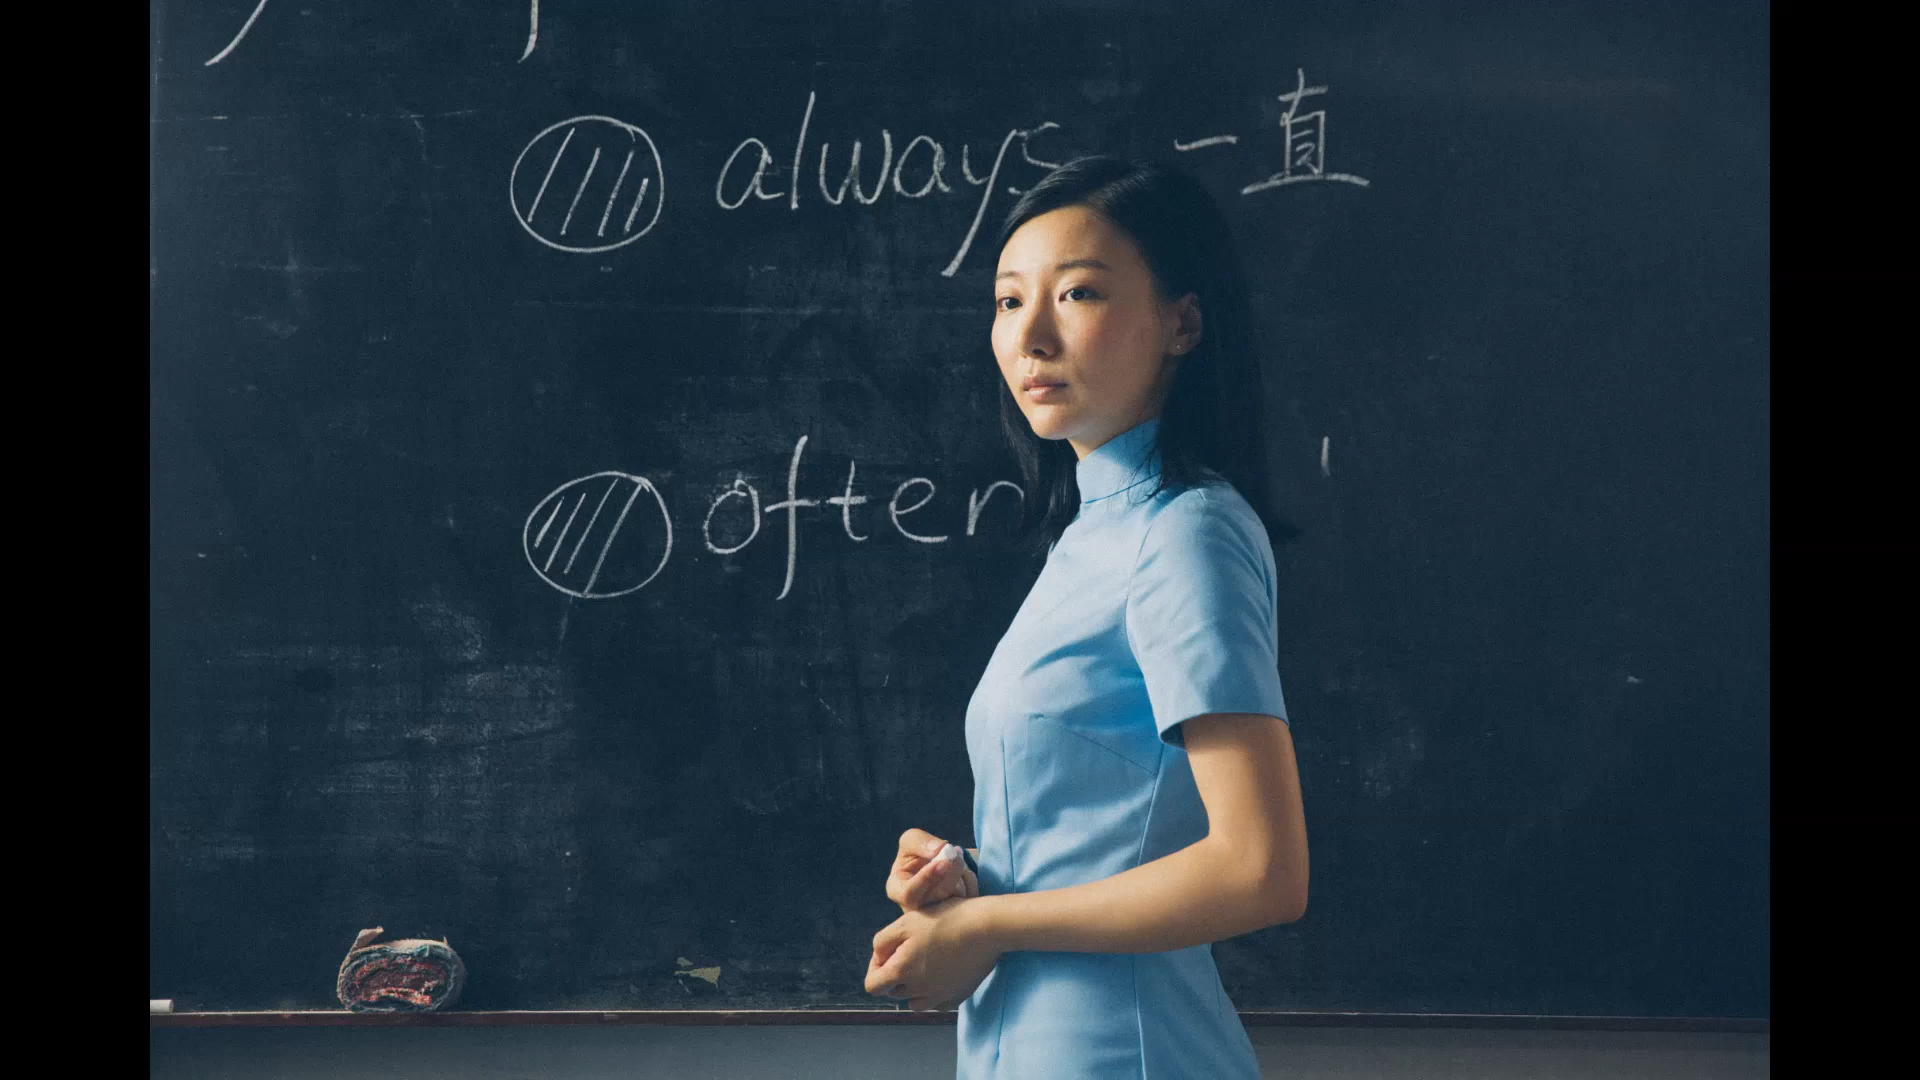 always 一直
often